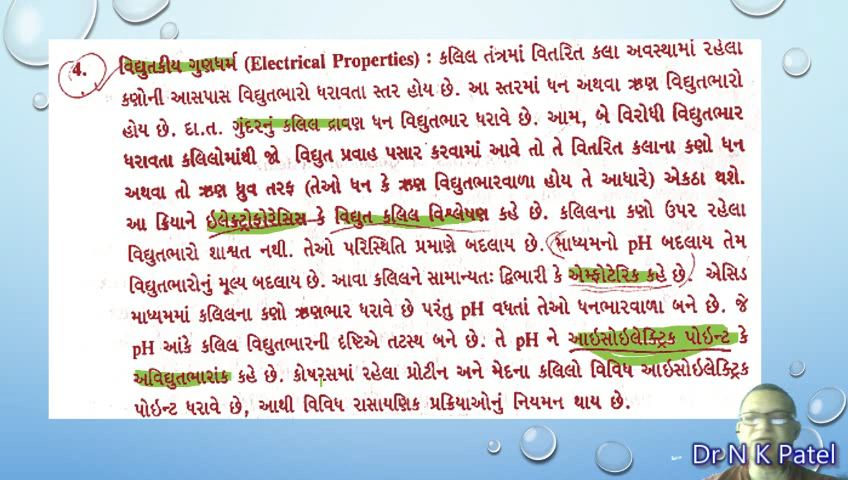 4. વિદ્યુતકીય ગુણધર્મ (Electrical Properties) : કલિલ તંત્રમાં વિતરિત કલા અવસ્થામાં રહેલા
કણોની આસપાસ વિદ્યુતભારો ધરાવતા સ્તર હોય છે. આ સ્તરમાં ધન અથવા ઋણ વિદ્યુતભારો
હોય છે. દા.ત. ગુંદરનું કલિલ દ્રાવણ ધન વિદ્યુતભાર ધરાવે છે. આમ, બે વિરોધી વિદ્યુતભાર
ધરાવતા કલિલોમાંથી જો વિદ્યુત પ્રવાહ પસાર કરવામાં આવે તો તે વિતરિત કલાના કણો ધન
અથવા તો ઋણ ધ્રુવ તરફ (તેઓ ધન કે ઋણ વિદ્યુતભારવાળા હોય તે આધારે) એકઠા થશે.
આ ક્રિયાને ઇલેક્ટ્રોફોરેસિસ કે વિદ્યુત કલિલ વિશ્લેષણ કહે છે. કલિલના કણો ઉપર રહેલા
વિદ્યુતભારો શાશ્વત નથી. તેઓ પરિસ્થિતિ પ્રમાણે બદલાય છે. માધ્યમનો pH બદલાય તેમ
વિદ્યુતભારોનું મૂલ્ય બદલાય છે. આવા કલિલને સામાન્યતઃ દ્વિભારી કે એમ્ફોટેરિક કહે છે. એસિડ
માધ્યમમાં કલિલના કણો ઋણભાર ધરાવે છે પરંતુ pH વધતાં તેઓ ધનભારવાળા બને છે. જે
pH આંકે કલિલ વિદ્યુતભારની દૃષ્ટિએ તટસ્થ બને છે. તે pH ને આઇસોઇલેક્ટ્રિક પોઇન્ટ કે
અવિદ્યુતભારાંક કહે છે. કોષરસમાં રહેલા પ્રોટીન અને મેદના કલિલો વિવિધ આઇસોઇલેક્ટ્રિક
પોઇન્ટ ધરાવે છે, આથી વિવિધ રાસાયણિક પ્રક્રિયાઓનું નિયમન થાય છે.
Dr N K Patel